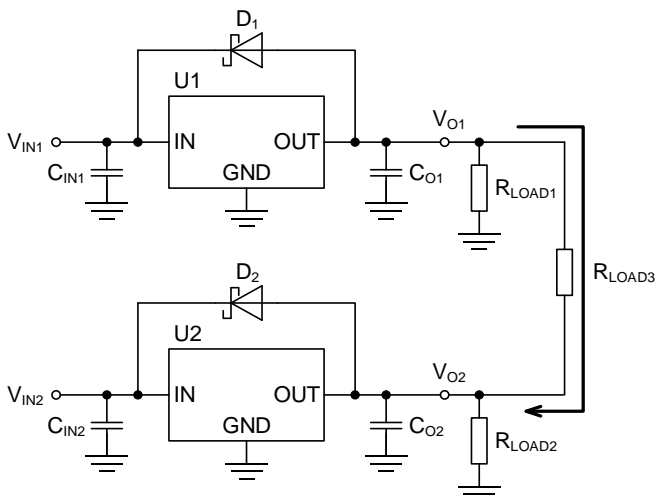 D1
U1
VIN1
IN
OUT
VO1
CIN1
GND
CO1
RLOAD1
RLOAD3
D2
U2
VIN2
IN
OUT
VO2
CIN2
GND
CO2
RLOAD2